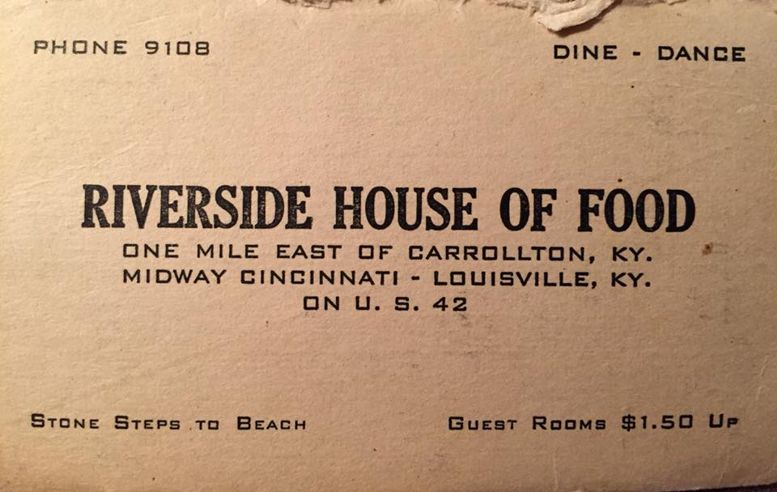 PHONE 9108
DINE - DANCE
RIVERSIDE HOUSE OF FOOD
ONE MILE EAST OF CARROLLTON, KY.
MIDWAY CINCINNATI - LOUISVILLE, KY.
ON U. S. 42
STONE STEPS TO BEACH
GUEST ROOMS $1.50 UP